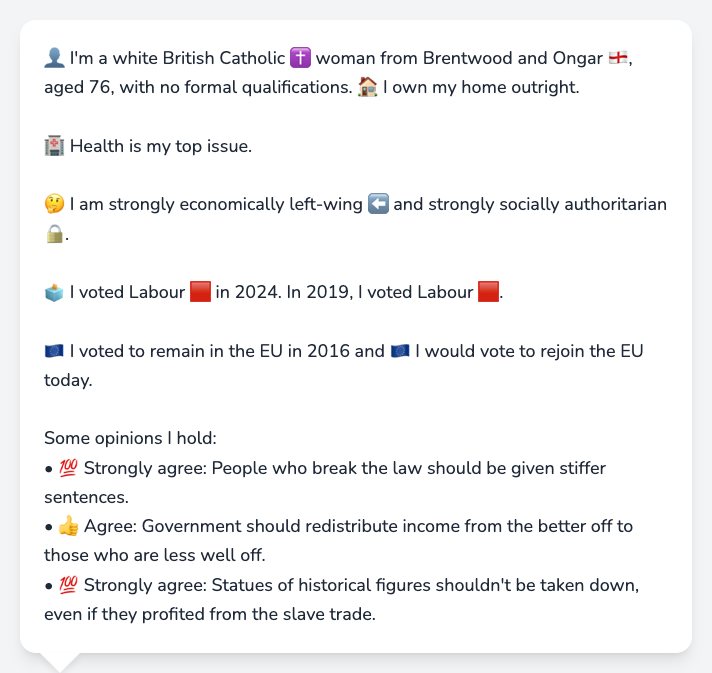 👤 I'm a white British Catholic ✝️ woman from Brentwood and Ongar 🏴󠁧󠁢󠁥󠁮󠁧󠁿,
aged 76, with no formal qualifications. 🏠 I own my home outright.
🏥 Health is my top issue.
🤔 I am strongly economically left-wing ⬅️ and strongly socially authoritarian
🔒.
🗳️ I voted Labour 🟥 in 2024. In 2019, I voted Labour 🟥.
🇪🇺 I voted to remain in the EU in 2016 and 🇪🇺 I would vote to rejoin the EU
today.
Some opinions I hold:
• 💯 Strongly agree: People who break the law should be given stiffer
sentences.
• 👍 Agree: Government should redistribute income from the better off to
those who are less well off.
• 💯 Strongly agree: Statues of historical figures shouldn't be taken down,
even if they profited from the slave trade.